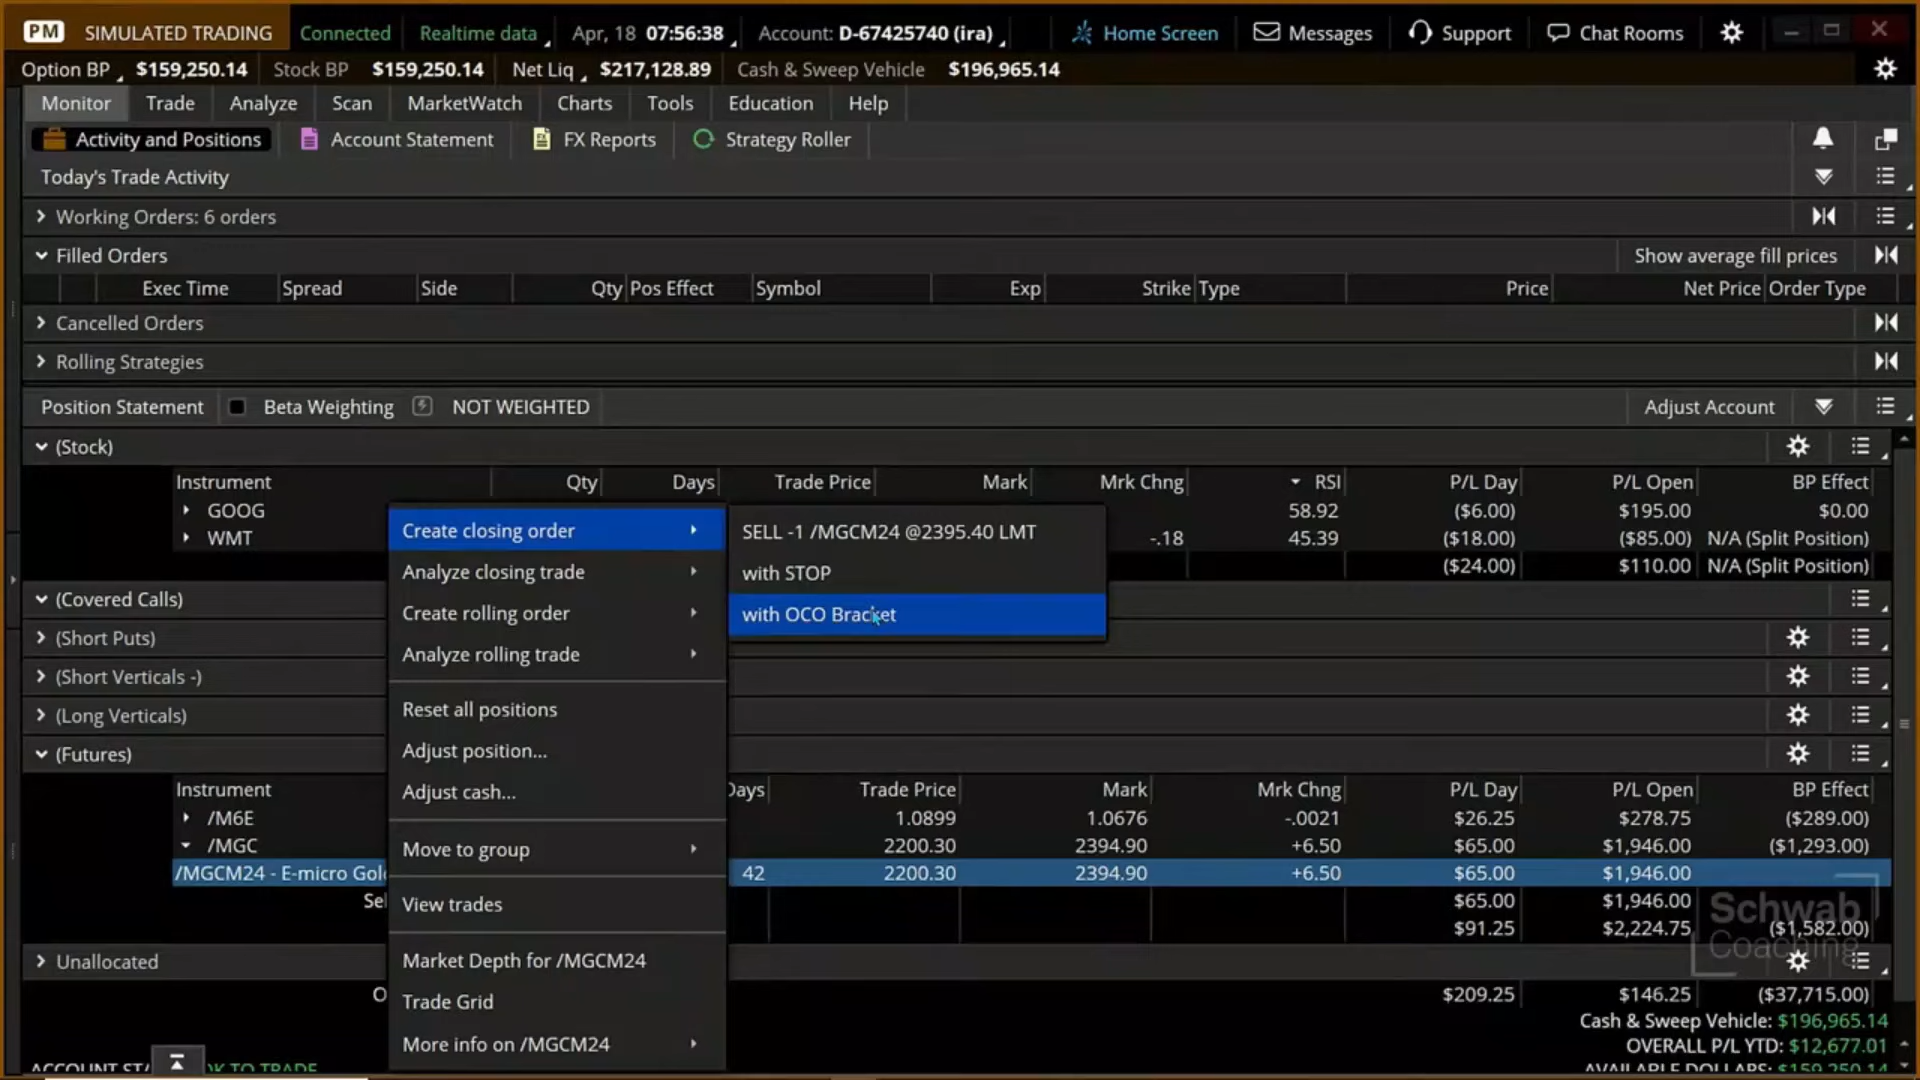 PM SIMULATED TRADING Connected Realtime data Apr, 18 07:56:38 Account: D-67425740 (ira) Home Screen Messages Support Chat Rooms
Option BP $159,250.14 Stock BP $159,250.14 Net Liq $217,128.89 Cash & Sweep Vehicle $196,965.14
Monitor Trade Analyze Scan MarketWatch Charts Tools Education Help
Activity and Positions Account Statement FX Reports Strategy Roller
Today's Trade Activity
Working Orders: 6 orders
Filled Orders Show average fill prices
Exec Time Spread Side Qty Pos Effect Symbol Exp Strike Type Price Net Price Order Type
Cancelled Orders
Rolling Strategies
Position Statement Beta Weighting NOT WEIGHTED Adjust Account
(Stock)
Instrument Qty Days Trade Price Mark Mrk Chng RSI P/L Day P/L Open BP Effect
GOOG 58.92 ($6.00) $195.00 $0.00
WMT -.18 45.39 ($18.00) ($85.00) N/A (Split Position)
($24.00) $110.00 N/A (Split Position)
Create closing order SELL -1 /MGCM24 @2395.40 LMT
Analyze closing trade with STOP
Create rolling order with OCO Bracket
Analyze rolling trade
Reset all positions
Adjust position...
Adjust cash...
Move to group
View trades
Market Depth for /MGCM24
Trade Grid
More info on /MGCM24
(Covered Calls)
(Short Puts)
(Short Verticals -)
(Long Verticals)
(Futures)
Instrument Days Trade Price Mark Mrk Chng P/L Day P/L Open BP Effect
/M6E 1.0899 1.0676 -.0021 $26.25 $278.75 ($289.00)
/MGC 2200.30 2394.90 +6.50 $65.00 $1,946.00 ($1,293.00)
/MGCM24 - E-micro Gol 42 2200.30 2394.90 +6.50 $65.00 $1,946.00
$65.00 $1,946.00
$91.25 $2,224.75 ($1,582.00)
Schwab
Coaching
Unallocated
$209.25 $146.25 ($37,715.00)
Cash & Sweep Vehicle: $196,965.14
OVERALL P/L YTD: $12,677.01
AVAILABLE DOLLARS: $159,250.14
ACCOUNT STA OK TO TRADE